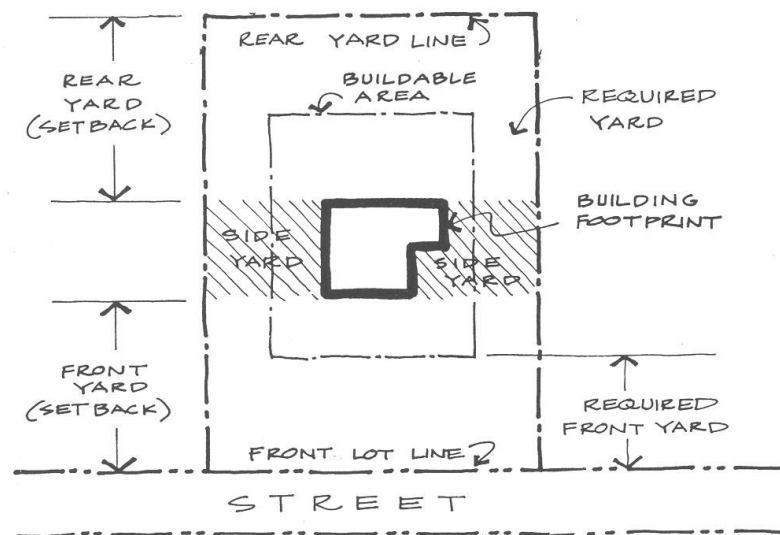 REAR YARD LINE
REAR
YARD
(SETBACK)
BUILDABLE
AREA
REQUIRED
YARD
BUILDING
FOOTPRINT
SIDE
YARD
SIDE
YARD
FRONT
YARD
(SETBACK)
REQUIRED
FRONT YARD
FRONT LOT LINE
STREET